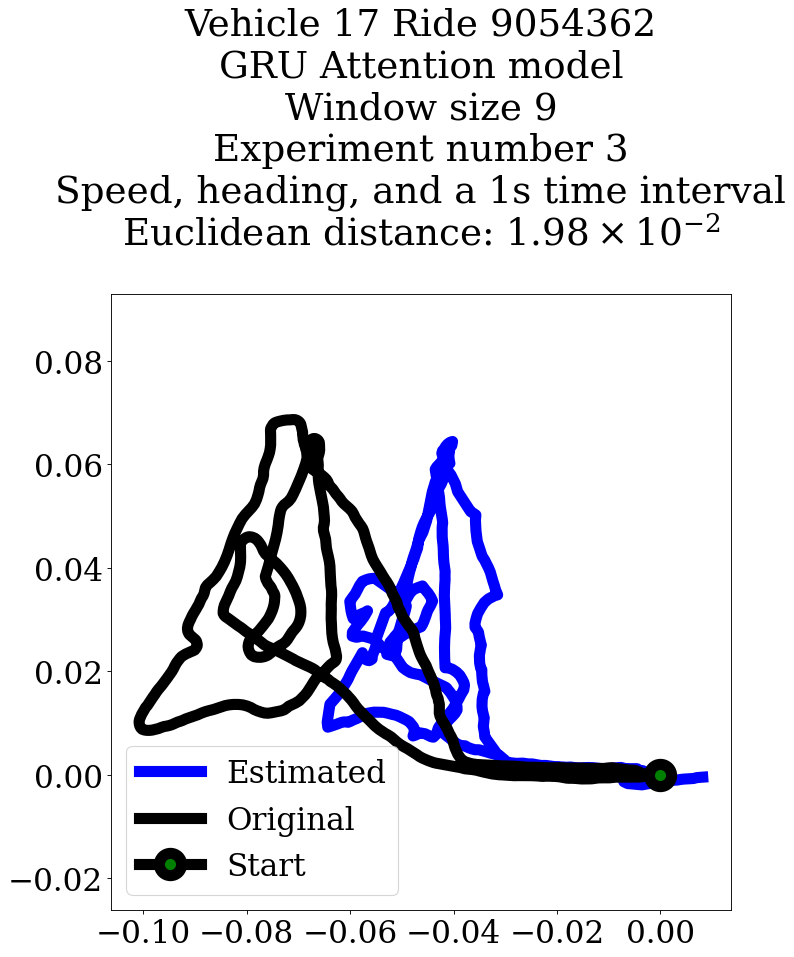 Vehicle 17 Ride 9054362
GRU Attention model
Window size 9
Experiment number 3
Speed, heading, and a 1s time interval
Euclidean distance: 1.98 × 10⁻²
0.08
0.06
0.04
0.02
0.00
−0.02
Estimated
Original
Start
−0.10 −0.08 −0.06 −0.04 −0.02 0.00